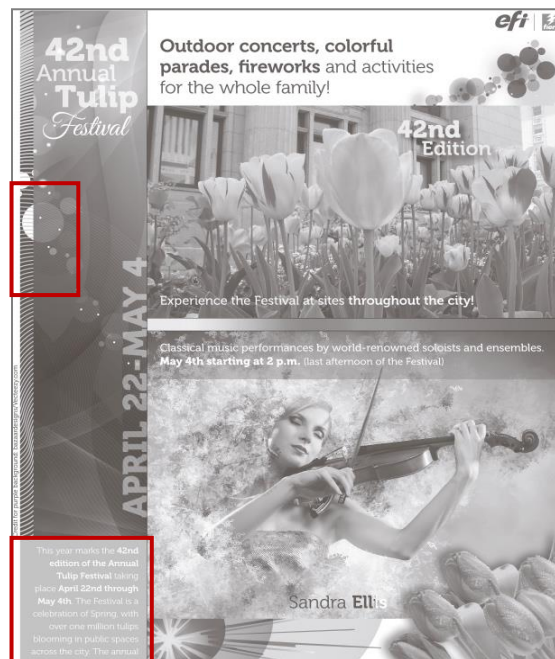 efi
42nd
Annual
Tulip
Festival
Outdoor concerts, colorful
parades, fireworks and activities
for the whole family!
42nd
Edition
Experience the Festival at sites throughout the city!
APRIL 22-MAY 4
Classical music performances by world-renowned soloists and ensembles.
May 4th starting at 2 p.m. (last afternoon of the Festival)
Sandra Ellis
This year marks the 42nd
edition of the Annual
Tulip Festival taking
place April 22nd through
May 4th. The Festival is a
celebration of Spring, with
over one million tulips
blooming in public spaces
across the city. The annual